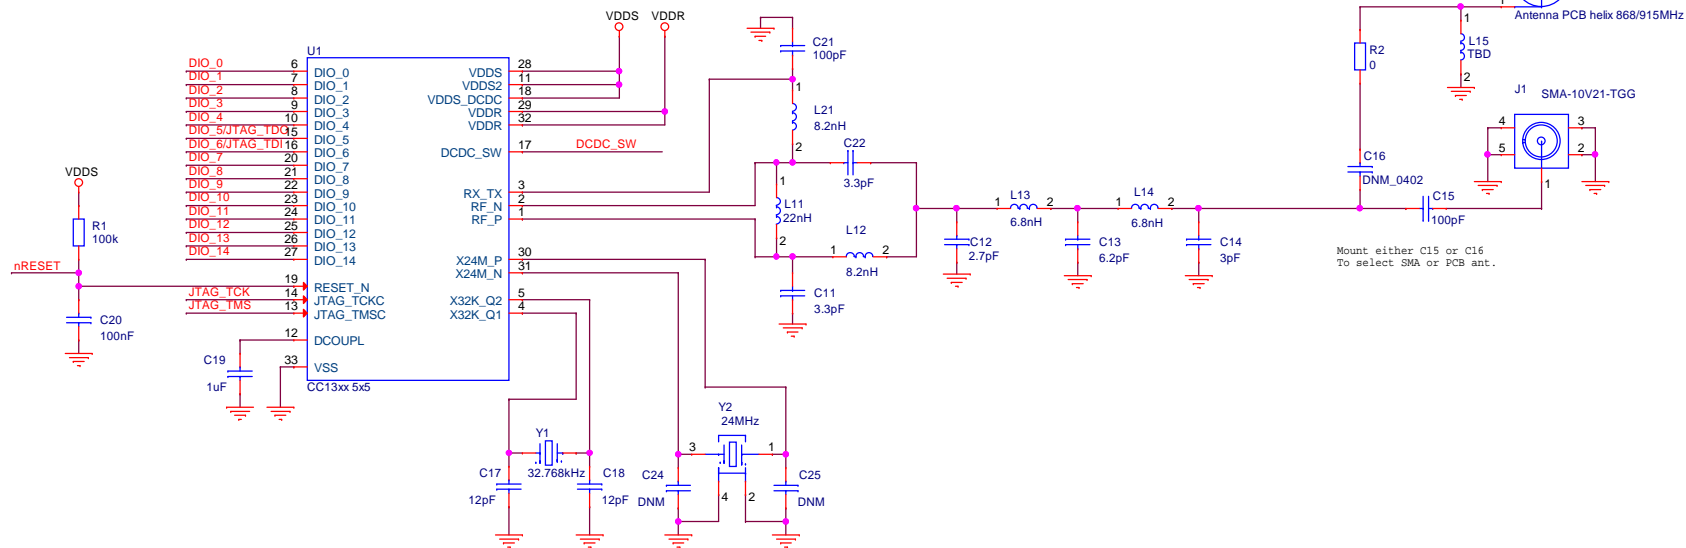 VDDS VDDR
Antenna PCB helix 868/915MHz
1
U1
C21
100pF
R2
0
1
L15
TBD
2
DIO_0 6 DIO_0 VDDS 28
DIO_1 7 DIO_1 VDDS2 11
DIO_2 8 DIO_2 VDDS_DCDC 18
DIO_3 9 DIO_3 VDDR 29
DIO_4 10 DIO_4 VDDR 32
DIO_5/JTAG_TDO 15 DIO_5
DIO_6/JTAG_TDI 16 DIO_6 DCDC_SW 17 DCDC_SW
DIO_7 20 DIO_7
DIO_8 21 DIO_8
DIO_9 22 DIO_9 RX_TX 3
DIO_10 23 DIO_10 RF_N 2
DIO_11 24 DIO_11 RF_P 1
DIO_12 25 DIO_12
DIO_13 26 DIO_13
DIO_14 27 DIO_14 X24M_P 30
X24M_N 31
19 RESET_N
JTAG_TCK 14 JTAG_TCKC X32K_Q2 5
JTAG_TMS 13 JTAG_TMSC X32K_Q1 4
12 DCOUPL
33 VSS
CC13xx 5x5
VDDS
R1
100k
nRESET
C20
100nF
C19
1uF
1
L21
8.2nH
2
C22
3.3pF
1
L11
22nH
2
L12
1 2
8.2nH
C11
3.3pF
L13
1 2
6.8nH
L14
1 2
6.8nH
C12
2.7pF
C13
6.2pF
C14
3pF
C16
DNM_0402
C15
100pF
J1 SMA-10V21-TGG
4 3
5 2
1
Mount either C15 or C16
To select SMA or PCB ant.
Y1
32.768kHz
C17
12pF
C18
12pF
Y2
24MHz
3 1
4 2
C24
DNM
C25
DNM